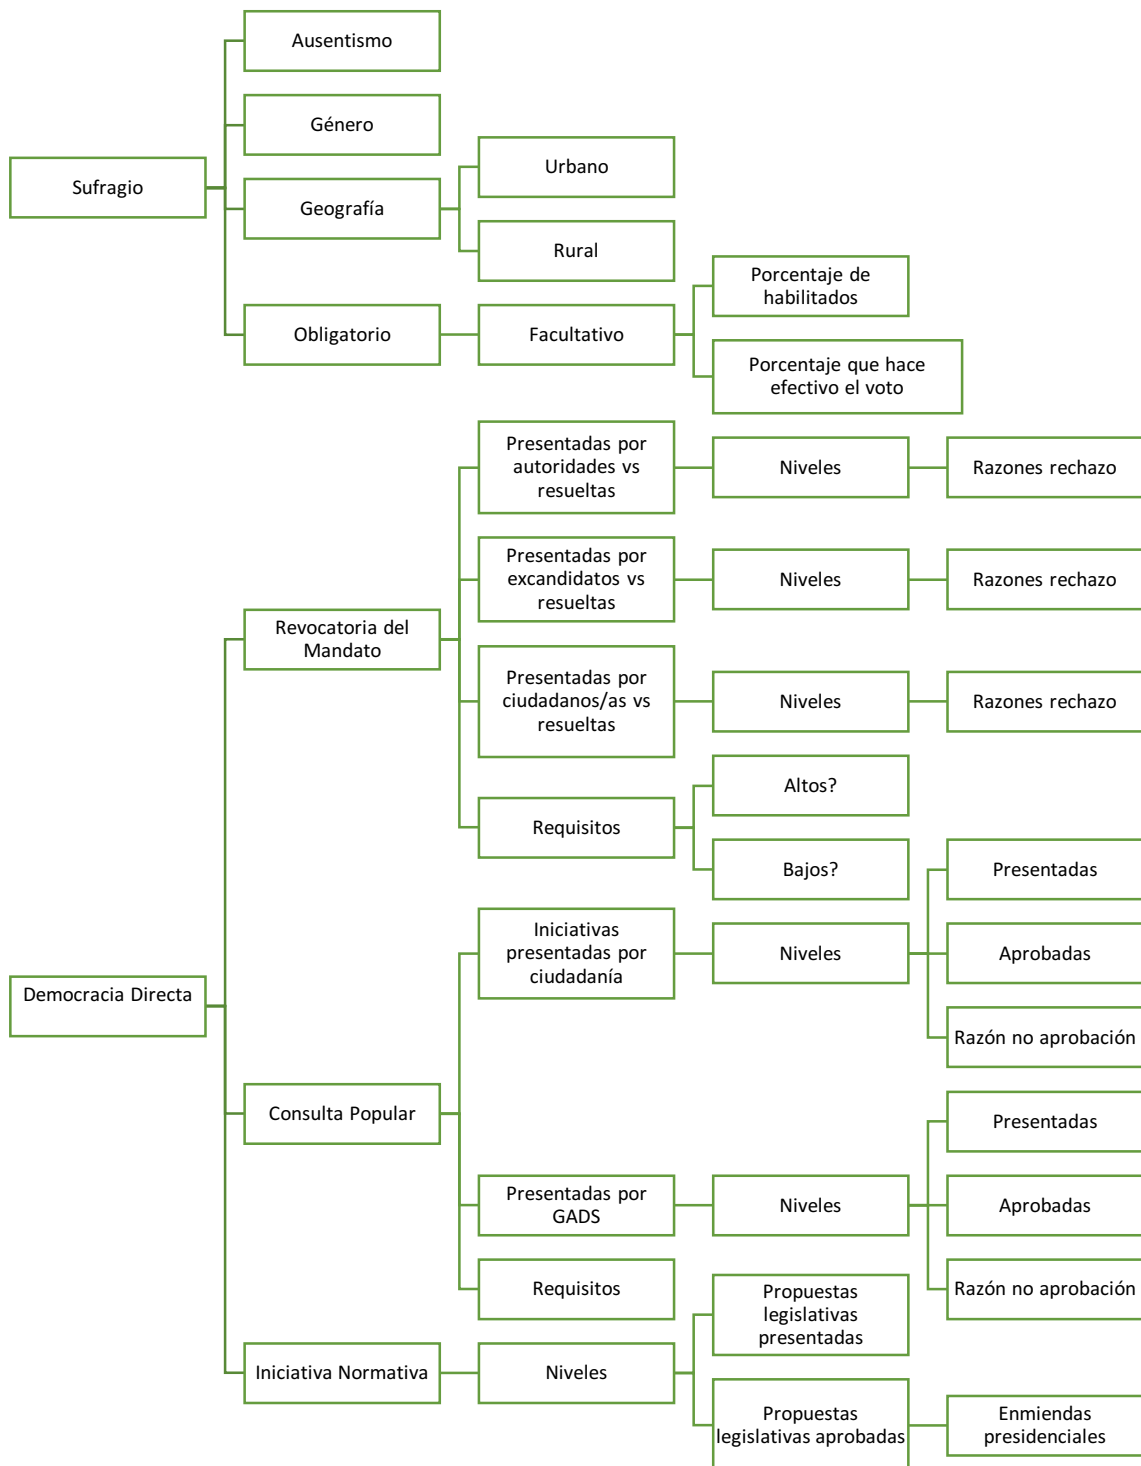 Sufragio
Ausentismo
Género
Geografía
Urbano
Rural
Obligatorio
Facultativo
Porcentaje de
habilitados
Porcentaje que hace
efectivo el voto
Democracia Directa
Revocatoria del
Mandato
Presentadas por
autoridades vs
resueltas
Niveles
Razones rechazo
Presentadas por
excandidatos vs
resueltas
Niveles
Razones rechazo
Presentadas por
ciudadanos/as vs
resueltas
Niveles
Razones rechazo
Requisitos
Altos?
Bajos?
Consulta Popular
Iniciativas
presentadas por
ciudadanía
Niveles
Presentadas
Aprobadas
Razón no aprobación
Presentadas por
GADS
Niveles
Presentadas
Aprobadas
Razón no aprobación
Requisitos
Iniciativa Normativa
Niveles
Propuestas
legislativas
presentadas
Propuestas
legislativas aprobadas
Enmiendas
presidenciales